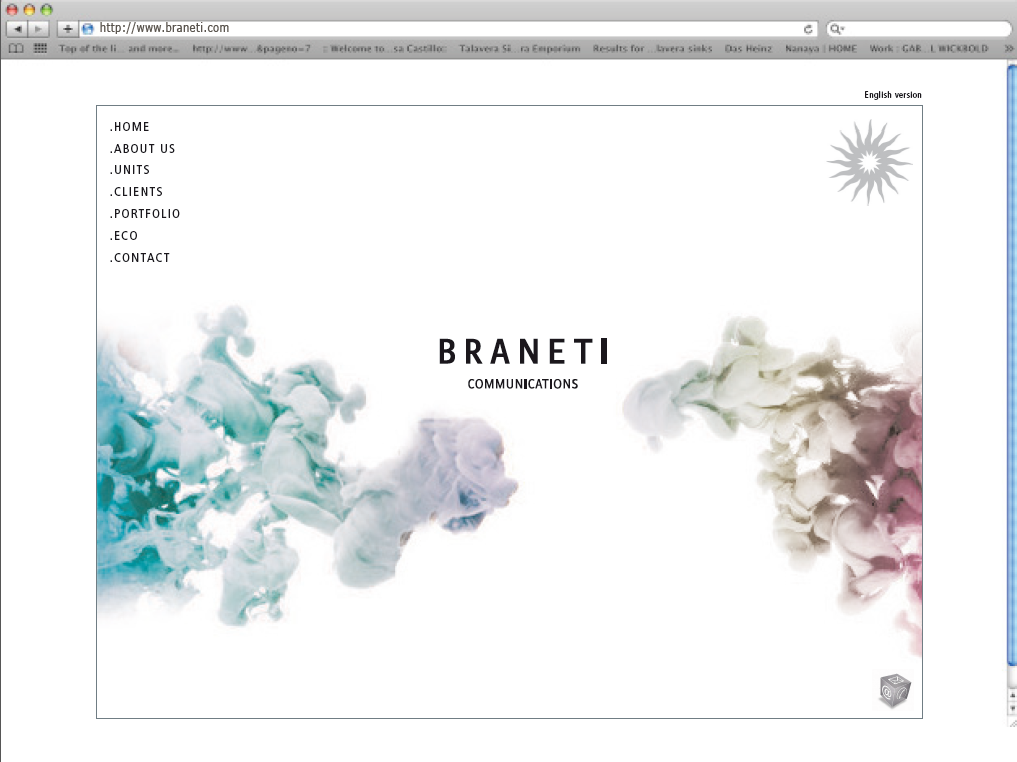 http://www.braneti.com
Top of the li... and more... http://www...&pageno=7 :: Welcome to...sa Castillo:: Talavera Si...ra Emporium Results for ...lavera sinks Das Heinz Nanaya | HOME Work : GAB...L WICKBOLD
English version
.HOME
.ABOUT US
.UNITS
.CLIENTS
.PORTFOLIO
.ECO
.CONTACT
BRANETI
COMMUNICATIONS